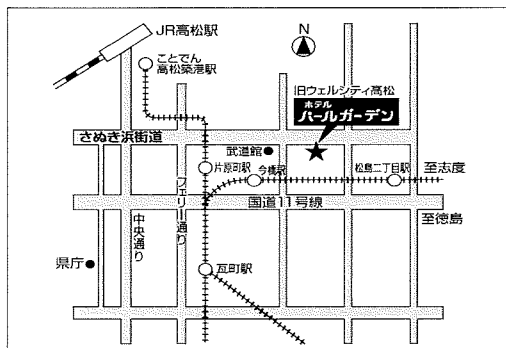 JR高松駅
ことでん
高松築港駅
N
旧ウェルシティ高松
ホテル
パールガーデン
さぬき浜街道
武道館
片原町駅
今橋駅
松島二丁目駅
至志度
フェリー通り
国道11号線
至徳島
中央通り
県庁
瓦町駅